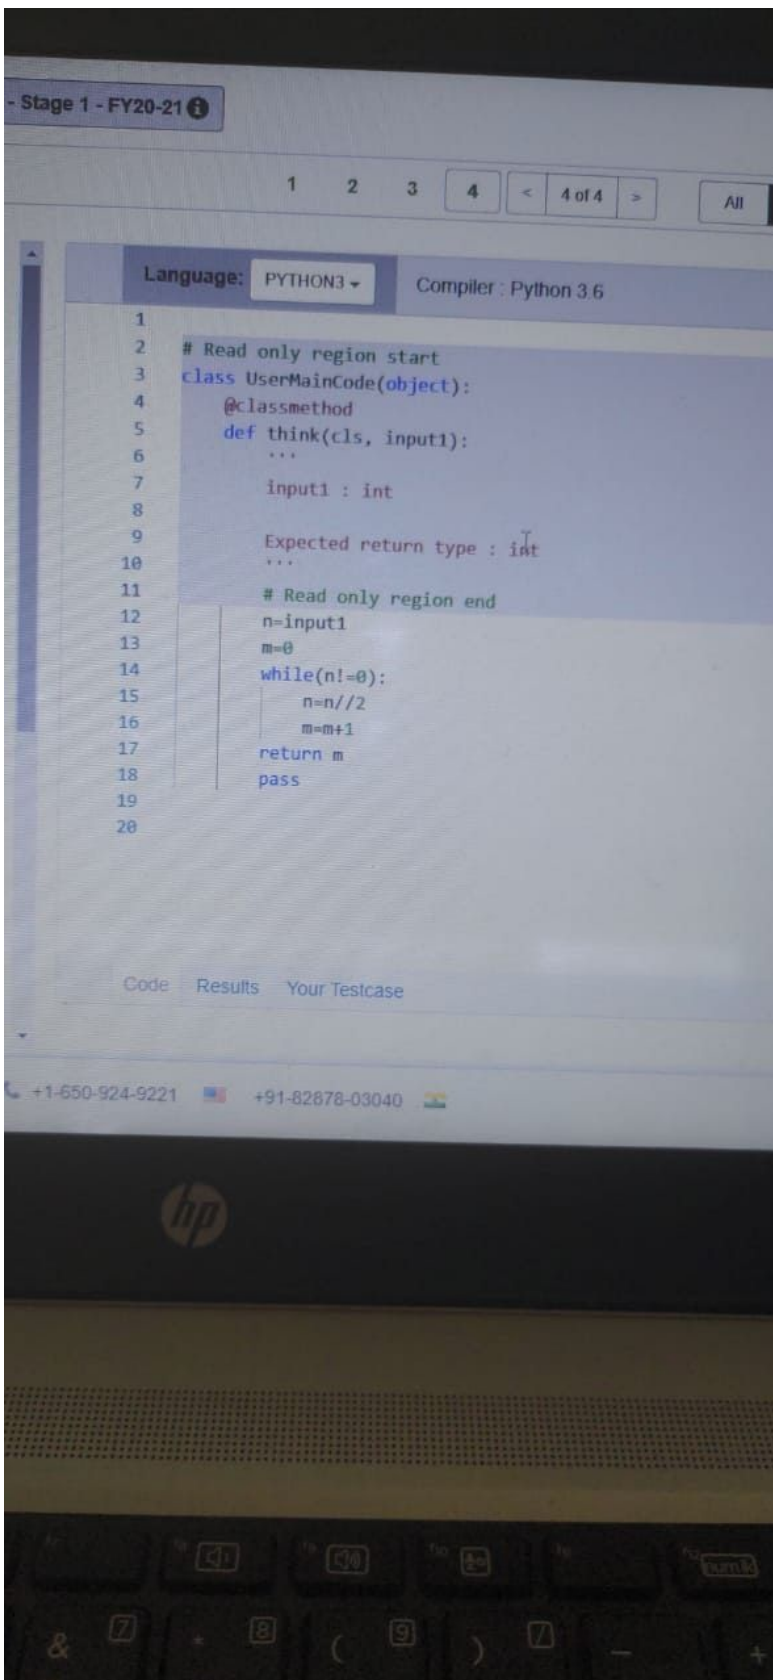 - Stage 1 - FY20-21
1 2 3 4 < 4 of 4 > All
Language: PYTHON3 Compiler : Python 3.6
1
2 # Read only region start
3 class UserMainCode(object):
4 @classmethod
5 def think(cls, input1):
6 '''
7 input1 : int
8
9 Expected return type : int
10 '''
11 # Read only region end
12 n=input1
13 m=0
14 while(n!=0):
15 n=n//2
16 m=m+1
17 return m
18 pass
19
20
Code Results Your Testcase
+1-650-924-9221 +91-82878-03040
hp
num lk
& 7 * 8 ( 9 ) / - +